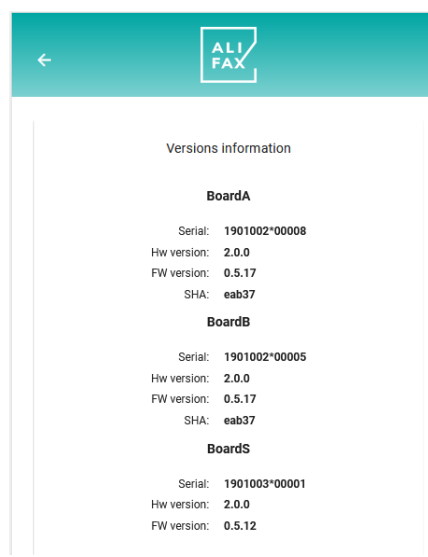 ALI
FAX
Versions information
BoardA
Serial: 1901002*00008
Hw version: 2.0.0
FW version: 0.5.17
SHA: eab37
BoardB
Serial: 1901002*00005
Hw version: 2.0.0
FW version: 0.5.17
SHA: eab37
BoardS
Serial: 1901003*00001
Hw version: 2.0.0
FW version: 0.5.12